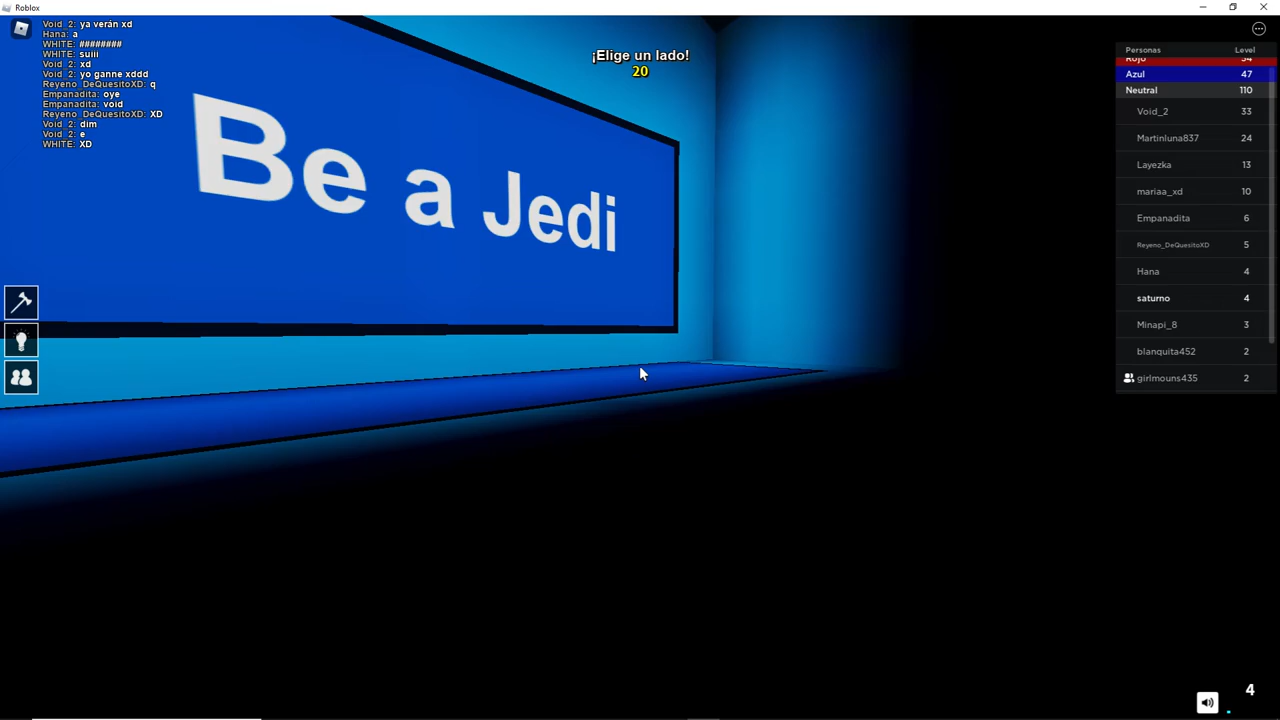 Roblox
Void_2: ya verán xd
Hana: a
WHITE: ########
WHITE: suiii
Void_2: xd
Void_2: yo ganne xddd
Reyeno_DeQuesitoXD: q
Empanadita: oye
Empanadita: void
Reyeno_DeQuesitoXD: XD
Void_2: dim
Void_2: e
WHITE: XD
¡Elige un lado!
20
Be a Jedi
Personas Level
Rojo 54
Azul 47
Neutral 110
Void_2 33
Martinluna837 24
Layezka 13
mariaa_xd 10
Empanadita 6
Reyeno_DeQuesitoXD 5
Hana 4
saturno 4
Minapi_8 3
blanquita452 2
girlmouns435 2
4